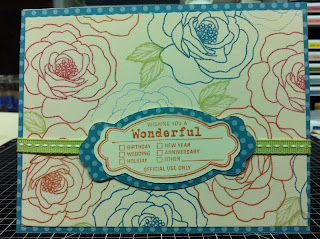 WISHING YOU A
Wonderful
BIRTHDAY NEW YEAR
WEDDING ANNIVERSARY
HOLIDAY OTHER
OFFICIAL USE ONLY